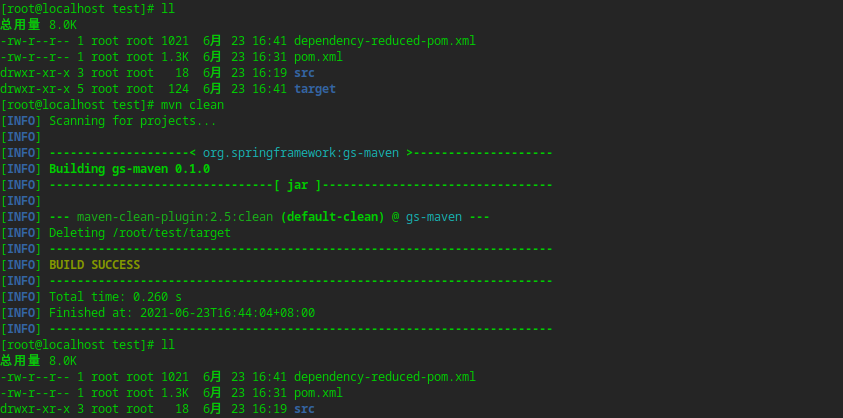 [root@localhost test]# ll
总用量 8.0K
-rw-r--r-- 1 root root 1021  6月  23 16:41 dependency-reduced-pom.xml
-rw-r--r-- 1 root root 1.3K  6月  23 16:31 pom.xml
drwxr-xr-x 3 root root   18  6月  23 16:19 src
drwxr-xr-x 5 root root  124  6月  23 16:41 target
[root@localhost test]# mvn clean
[INFO] Scanning for projects...
[INFO]
[INFO] --------------------< org.springframework:gs-maven >--------------------
[INFO] Building gs-maven 0.1.0
[INFO] --------------------------------[ jar ]---------------------------------
[INFO]
[INFO] --- maven-clean-plugin:2.5:clean (default-clean) @ gs-maven ---
[INFO] Deleting /root/test/target
[INFO] ------------------------------------------------------------------------
[INFO] BUILD SUCCESS
[INFO] ------------------------------------------------------------------------
[INFO] Total time: 0.260 s
[INFO] Finished at: 2021-06-23T16:44:04+08:00
[INFO] ------------------------------------------------------------------------
[root@localhost test]# ll
总用量 8.0K
-rw-r--r-- 1 root root 1021  6月  23 16:41 dependency-reduced-pom.xml
-rw-r--r-- 1 root root 1.3K  6月  23 16:31 pom.xml
drwxr-xr-x 3 root root   18  6月  23 16:19 src